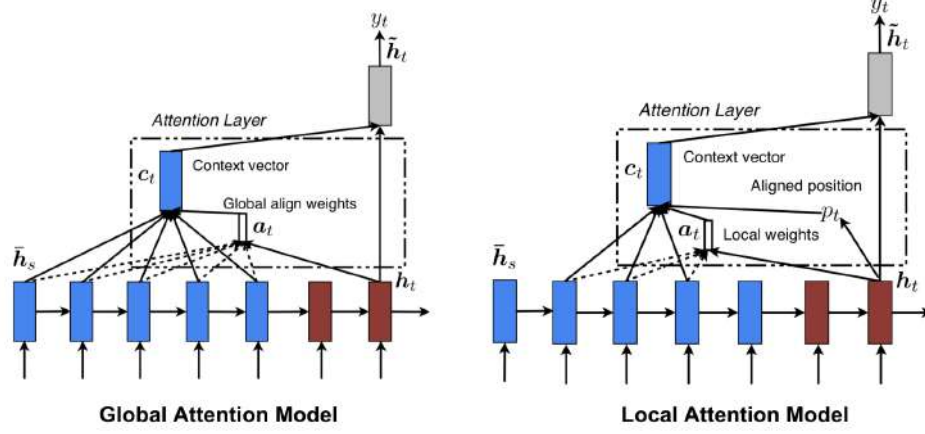 y_t
h̃_t
Attention Layer
c_t
Context vector
Global align weights
a_t
h̄_s
h_t
Global Attention Model
y_t
h̃_t
Attention Layer
c_t
Context vector
Aligned position
a_t
Local weights
p_t
h̄_s
h_t
Local Attention Model